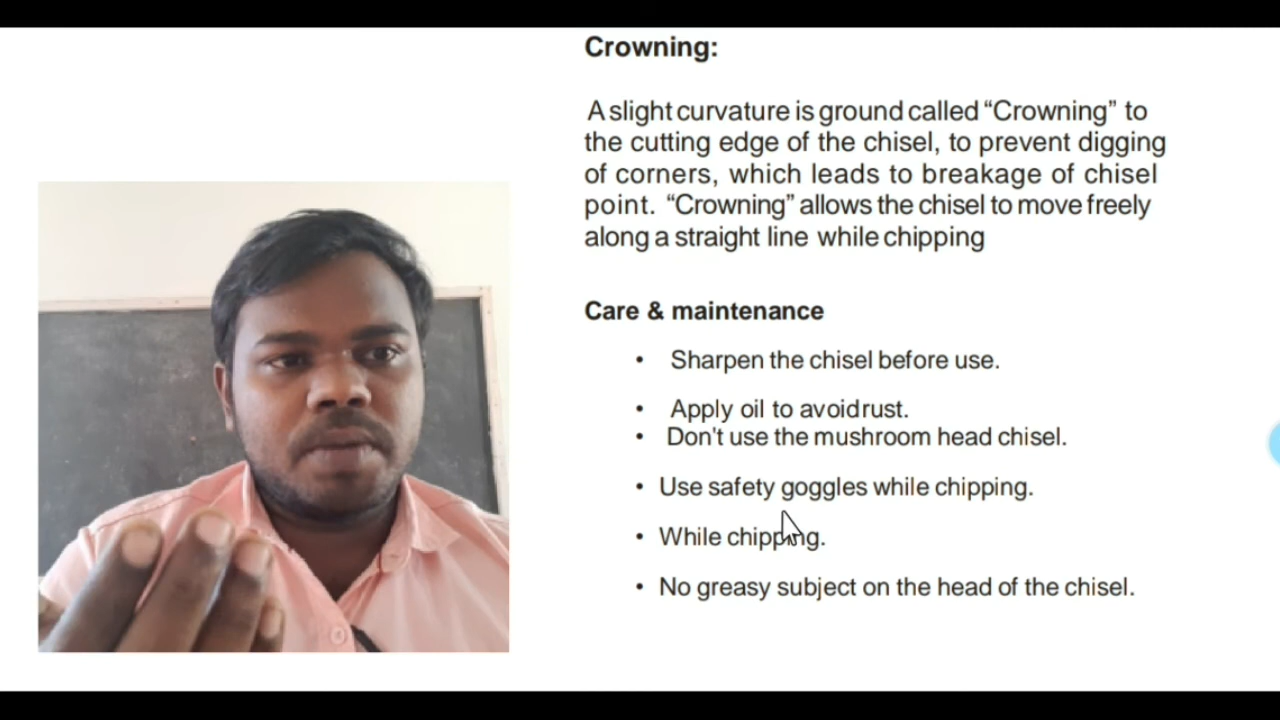 Crowning:
A slight curvature is ground called “Crowning” to
the cutting edge of the chisel, to prevent digging
of corners, which leads to breakage of chisel
point. “Crowning” allows the chisel to move freely
along a straight line while chipping
Care & maintenance
• Sharpen the chisel before use.
• Apply oil to avoidrust.
• Don't use the mushroom head chisel.
• Use safety goggles while chipping.
• While chipping.
• No greasy subject on the head of the chisel.